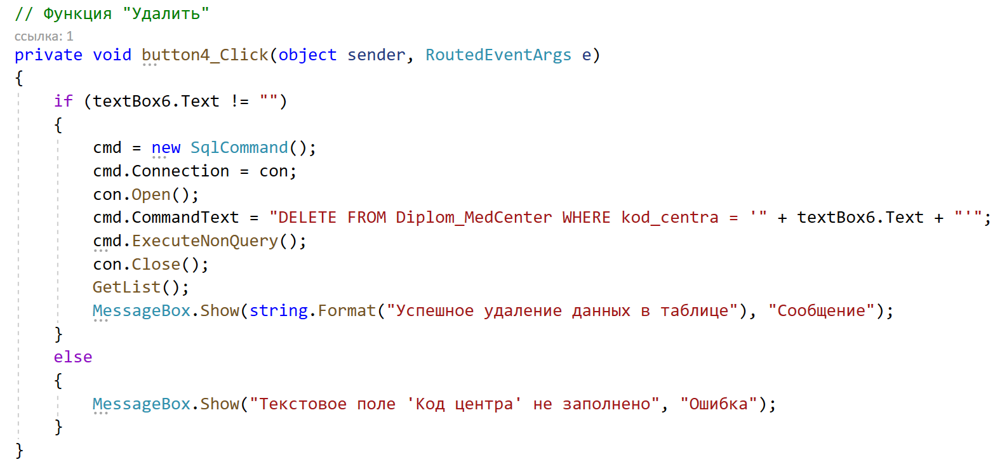 // Функция "Удалить"
ссылка: 1
private void button4_Click(object sender, RoutedEventArgs e)
{
    if (textBox6.Text != "")
    {
        cmd = new SqlCommand();
        cmd.Connection = con;
        con.Open();
        cmd.CommandText = "DELETE FROM Diplom_MedCenter WHERE kod_centra = '" + textBox6.Text + "'";
        cmd.ExecuteNonQuery();
        con.Close();
        GetList();
        MessageBox.Show(string.Format("Успешное удаление данных в таблице"), "Сообщение");
    }
    else
    {
        MessageBox.Show("Текстовое поле 'Код центра' не заполнено", "Ошибка");
    }
}